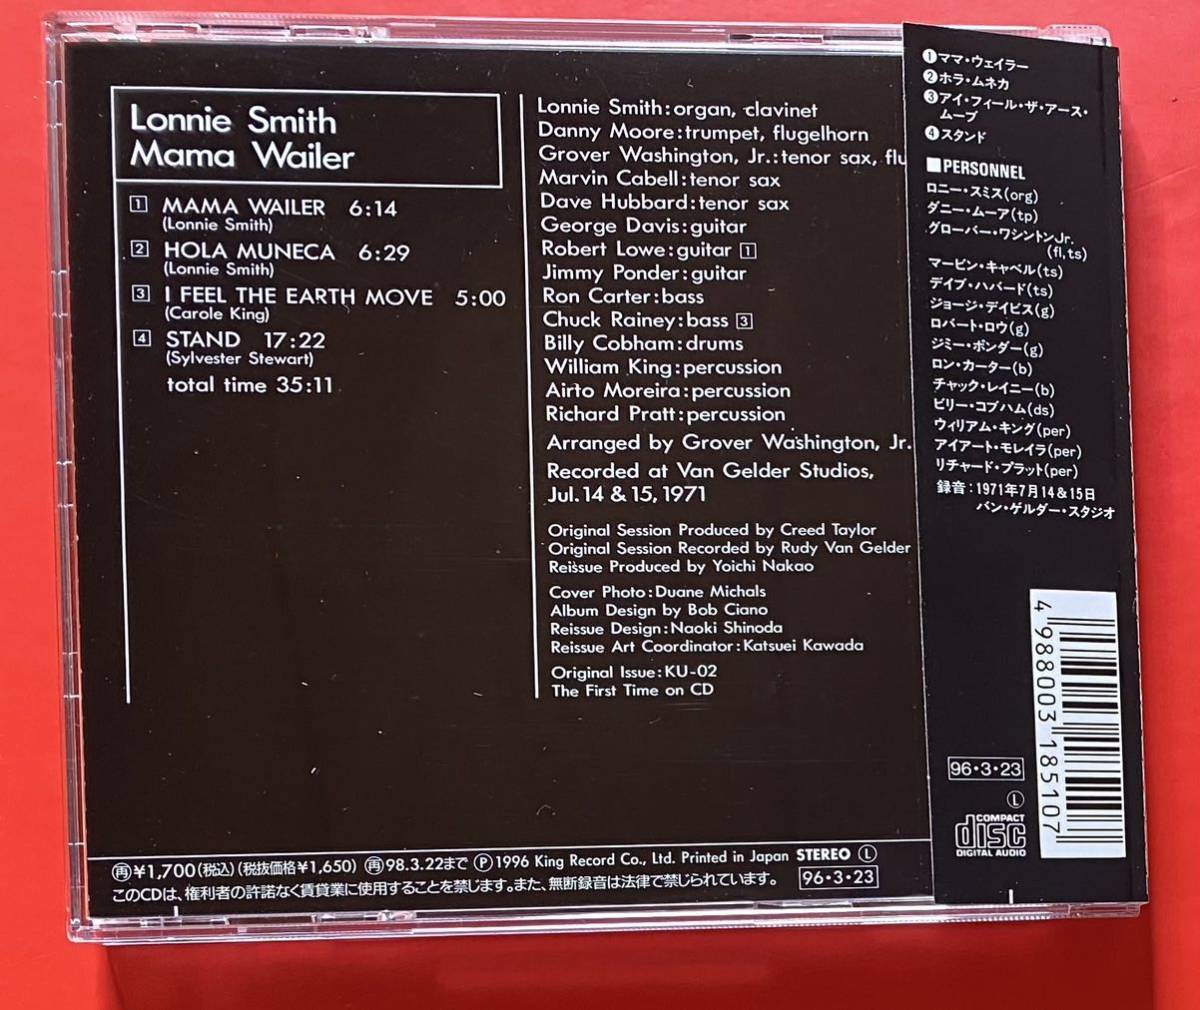 Lonnie Smith
Mama Wailer
1 MAMA WAILER 6:14
(Lonnie Smith)
2 HOLA MUNECA 6:29
(Lonnie Smith)
3 I FEEL THE EARTH MOVE 5:00
(Carole King)
4 STAND 17:22
(Sylvester Stewart)
total time 35:11
Lonnie Smith:organ, clavinet
Danny Moore:trumpet, flugelhorn
Grover Washington, Jr.:tenor sax, flu
Marvin Cabell:tenor sax
Dave Hubbard:tenor sax
George Davis:guitar
Robert Lowe:guitar 1
Jimmy Ponder:guitar
Ron Carter:bass
Chuck Rainey:bass 3
Billy Cobham:drums
William King:percussion
Airto Moreira:percussion
Richard Pratt:percussion
Arranged by Grover Washington, Jr.
Recorded at Van Gelder Studios,
Jul.14 & 15, 1971
Original Session Produced by Creed Taylor
Original Session Recorded by Rudy Van Gelder
Reissue Produced by Yoichi Nakao
Cover Photo:Duane Michals
Album Design by Bob Ciano
Reissue Design:Naoki Shinoda
Reissue Art Coordinator:Katsuei Kawada
Original Issue:KU-02
The First Time on CD
再¥1,700(税込)(税抜価格¥1,650) 再98.3.22まで Ⓟ1996 King Record Co., Ltd. Printed in Japan STEREO Ⓛ
このCDは、権利者の許諾なく賃貸業に使用することを禁じます。また、無断録音は法律で禁じられています。
96・3・23
①ママ・ウェイラー
②ホラ・ムネカ
③アイ・フィール・ザ・アース・
ムーブ
④スタンド
■PERSONNEL
ロニー・スミス(org)
ダニー・ムーア(tp)
グローバー・ワシントンJr.
(fl,ts)
マービン・キャベル(ts)
デイブ・ハバード(ts)
ジョージ・デイビス(g)
ロバート・ロウ(g)
ジミー・ポンダー(g)
ロン・カーター(b)
チャック・レイニー(b)
ビリー・コブハム(ds)
ウィリアム・キング(per)
アイアート・モレイラ(per)
リチャード・プラット(per)
録音:1971年7月14&15日
バン・ゲルダー・スタジオ
4 988003 185107
96・3・23
Ⓛ
COMPACT
disc
DIGITAL AUDIO